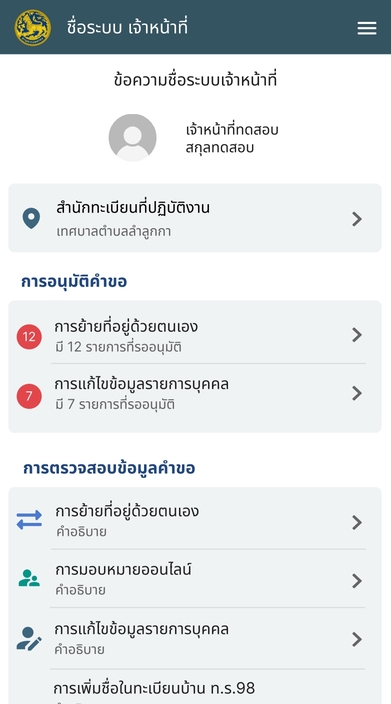 ชื่อระบบ เจ้าหน้าที่
ข้อความชื่อระบบเจ้าหน้าที่
เจ้าหน้าที่ทดสอบ
สกุลทดสอบ
สำนักทะเบียนที่ปฏิบัติงาน
เทศบาลตำบลลำลูกกา
การอนุมัติคำขอ
12
การย้ายที่อยู่ด้วยตนเอง
มี 12 รายการที่รออนุมัติ
7
การแก้ไขข้อมูลรายการบุคคล
มี 7 รายการที่รออนุมัติ
การตรวจสอบข้อมูลคำขอ
การย้ายที่อยู่ด้วยตนเอง
คำอธิบาย
การมอบหมายออนไลน์
คำอธิบาย
การแก้ไขข้อมูลรายการบุคคล
คำอธิบาย
การเพิ่มชื่อในทะเบียนบ้าน ท.ร.98